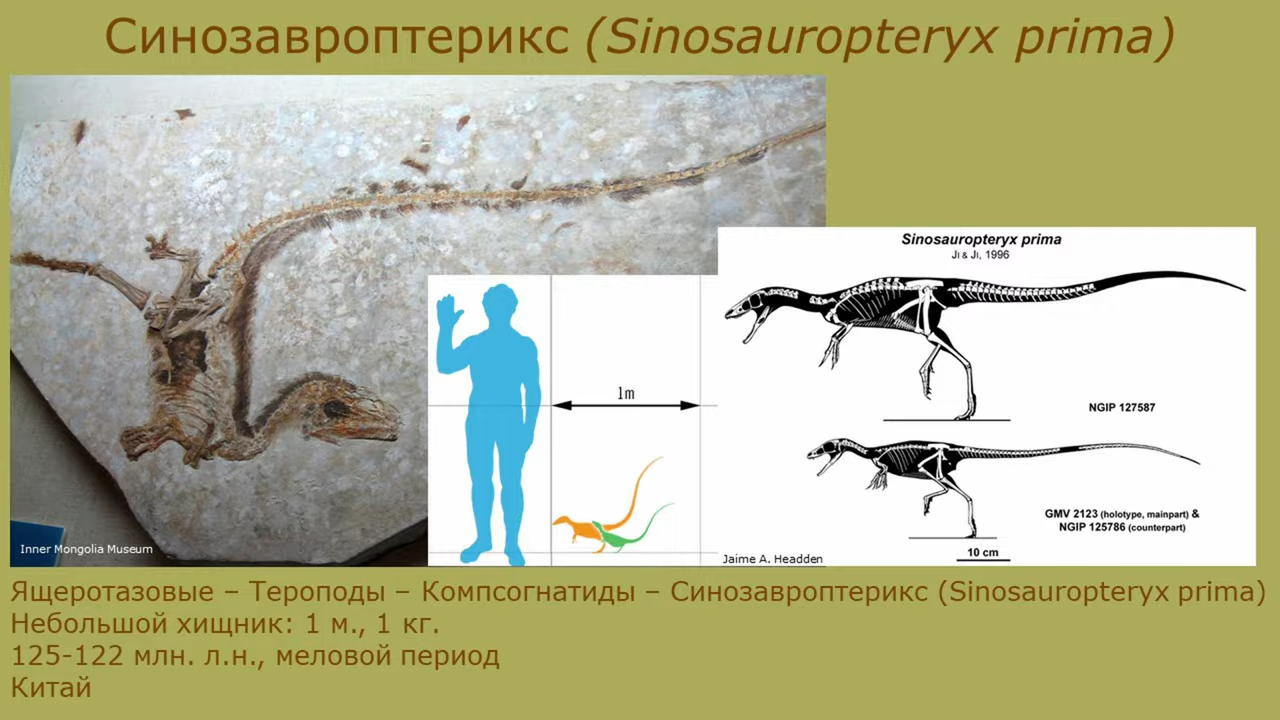 Синозавроптерикс (Sinosauropteryx prima)
Sinosauropteryx prima
Ji & Ji, 1996
1m
NGIP 127587
GMV 2123 (holotype, mainpart) &
NGIP 125786 (counterpart)
10 cm
Inner Mongolia Museum
Jaime A. Headden
Ящеротазовые – Тероподы – Компсогнатиды – Синозавроптерикс (Sinosauropteryx prima)
Небольшой хищник: 1 м., 1 кг.
125-122 млн. л.н., меловой период
Китай